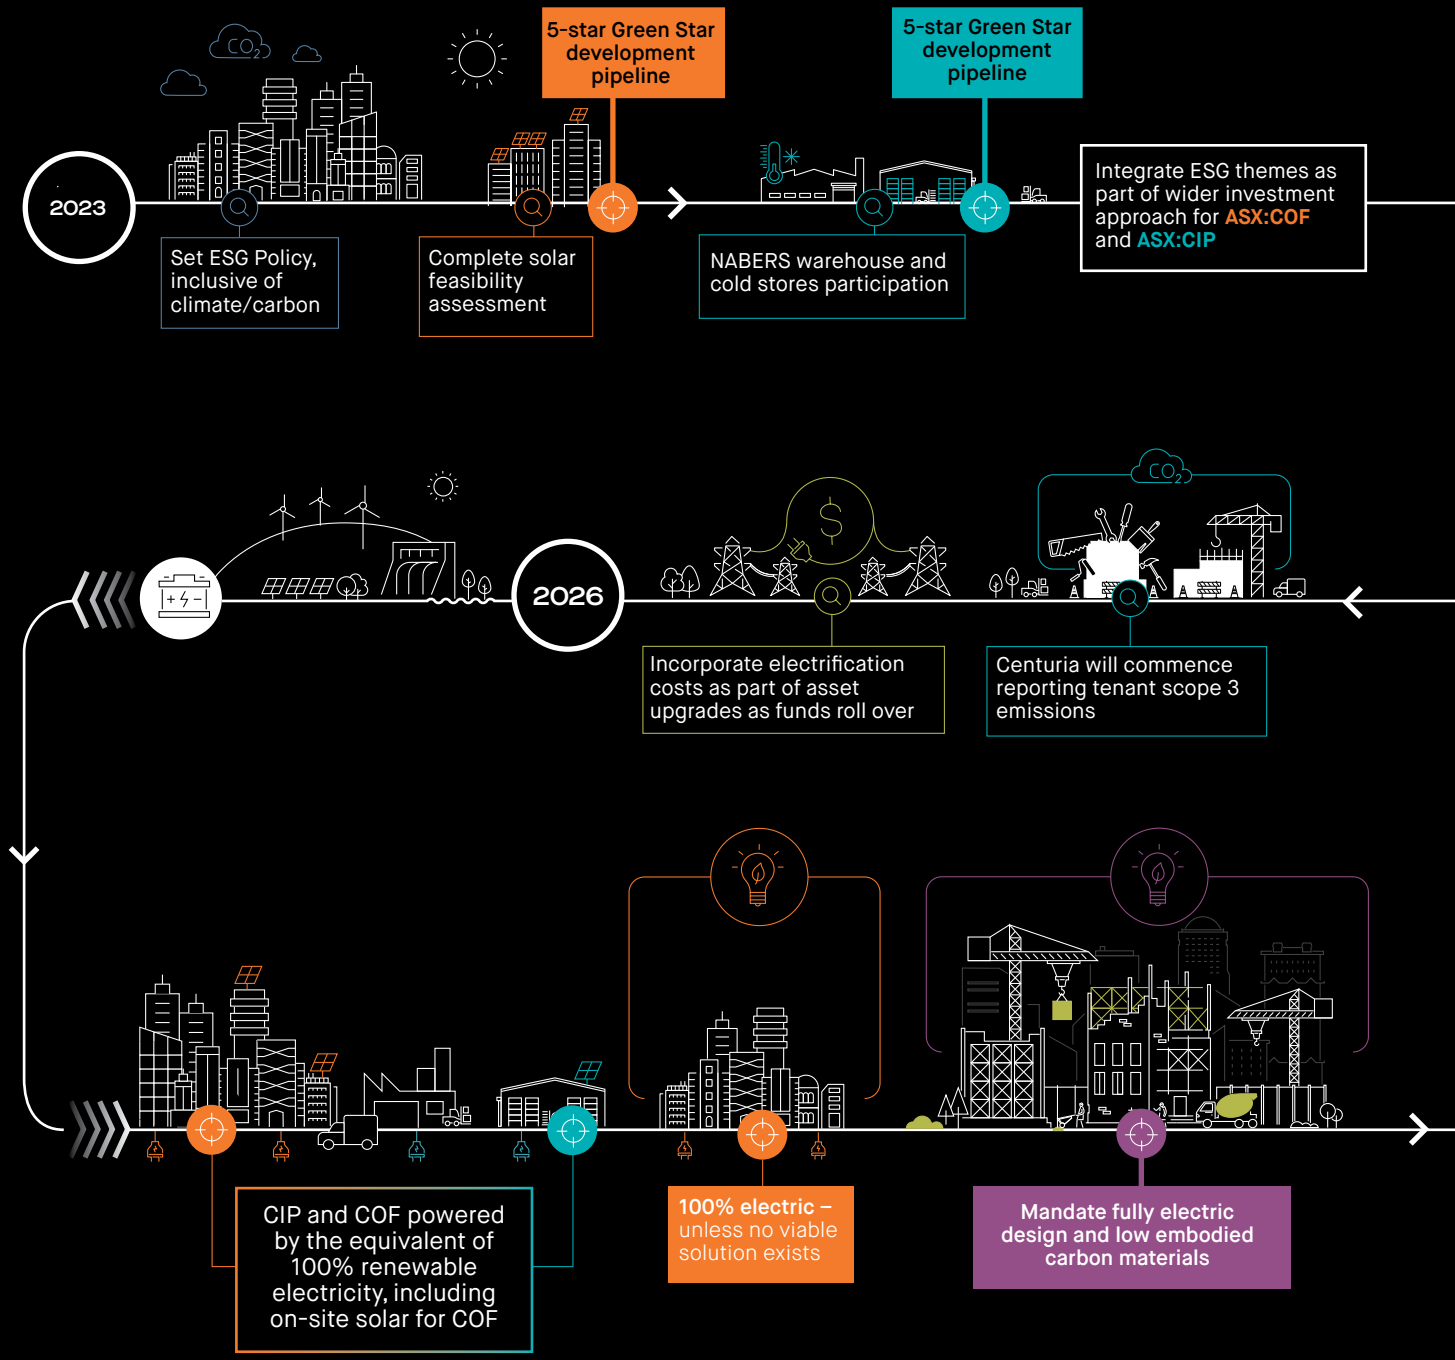 CO2
5-star Green Star
development
pipeline
5-star Green Star
development
pipeline
2023
Set ESG Policy,
inclusive of
climate/carbon
Complete solar
feasibility
assessment
NABERS warehouse and
cold stores participation
Integrate ESG themes as
part of wider investment
approach for ASX:COF
and ASX:CIP
CO2
$
+ -
2026
Incorporate electrification
costs as part of asset
upgrades as funds roll over
Centuria will commence
reporting tenant scope 3
emissions
CIP and COF powered
by the equivalent of
100% renewable
electricity, including
on-site solar for COF
100% electric –
unless no viable
solution exists
Mandate fully electric
design and low embodied
carbon materials